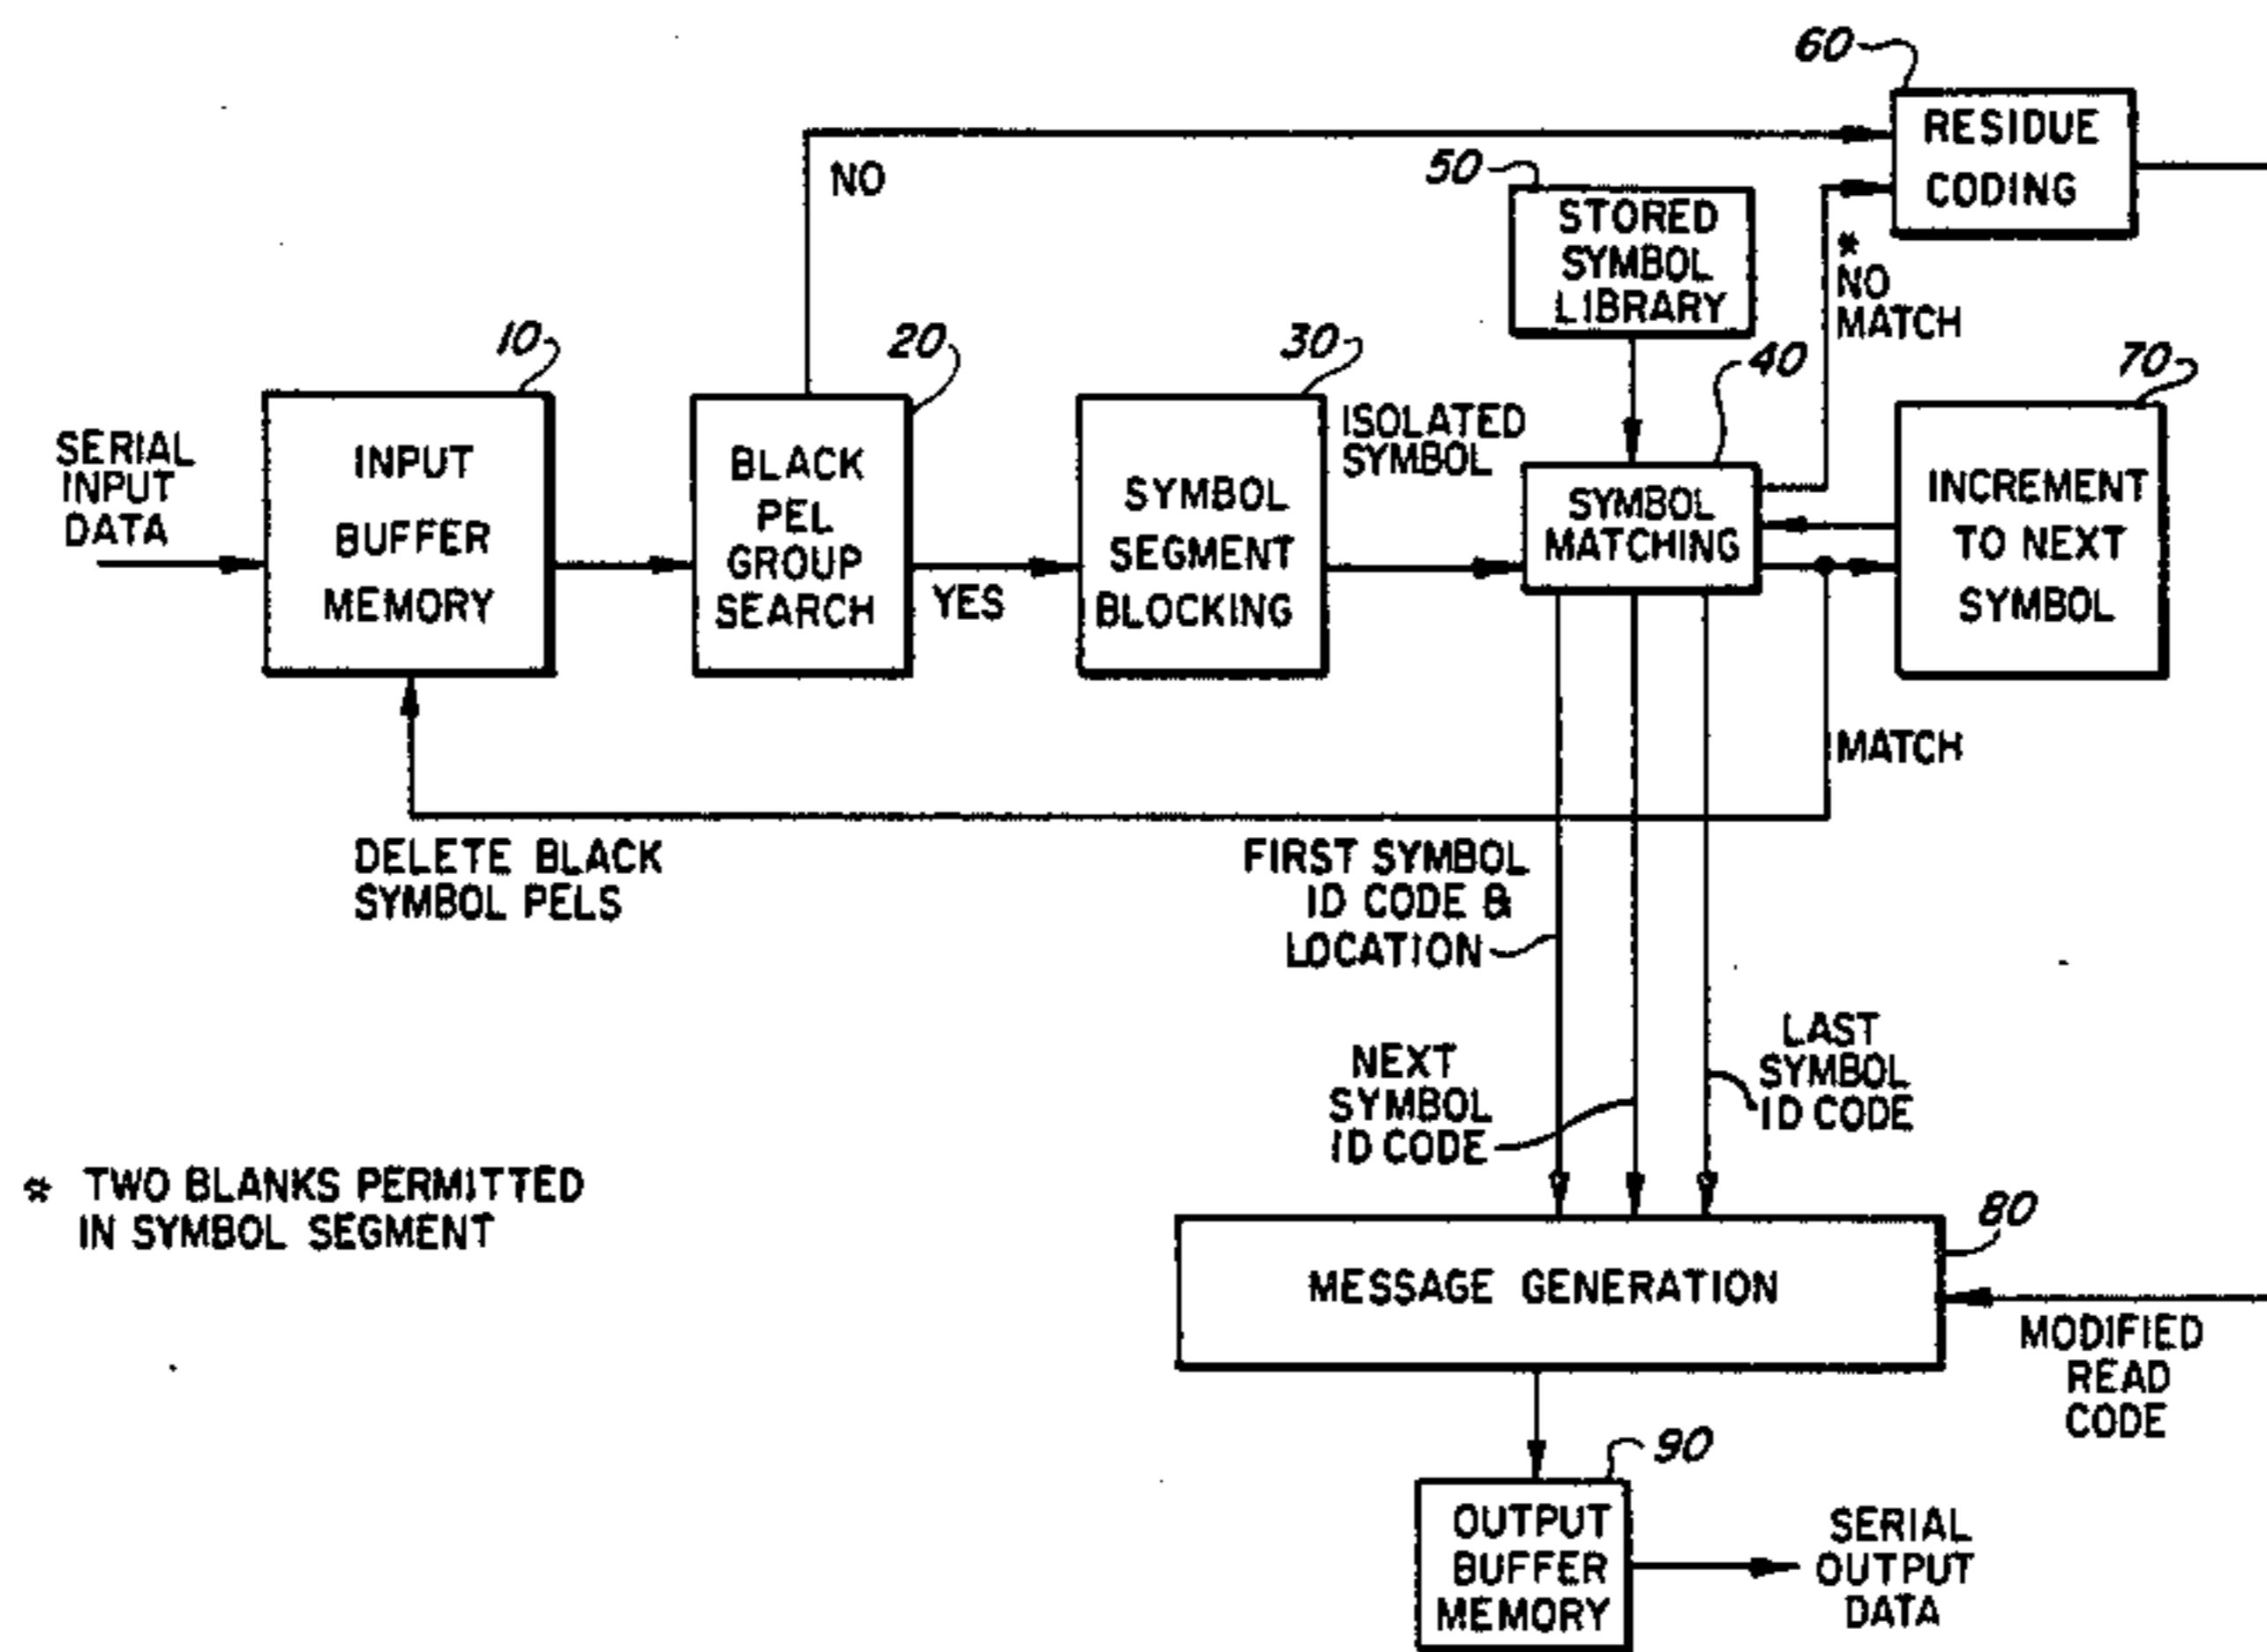 60
RESIDUE
CODING
NO
50
STORED
SYMBOL
LIBRARY
*
NO
MATCH
10
20
30
40
70
SERIAL
INPUT
DATA
INPUT
BUFFER
MEMORY
BLACK
PEL
GROUP
SEARCH
YES
SYMBOL
SEGMENT
BLOCKING
ISOLATED
SYMBOL
SYMBOL
MATCHING
INCREMENT
TO NEXT
SYMBOL
MATCH
DELETE BLACK
SYMBOL PELS
FIRST SYMBOL
ID CODE &
LOCATION
NEXT
SYMBOL
ID CODE
LAST
SYMBOL
ID CODE
* TWO BLANKS PERMITTED
IN SYMBOL SEGMENT
80
MESSAGE GENERATION
MODIFIED
READ
CODE
90
OUTPUT
BUFFER
MEMORY
SERIAL
OUTPUT
DATA